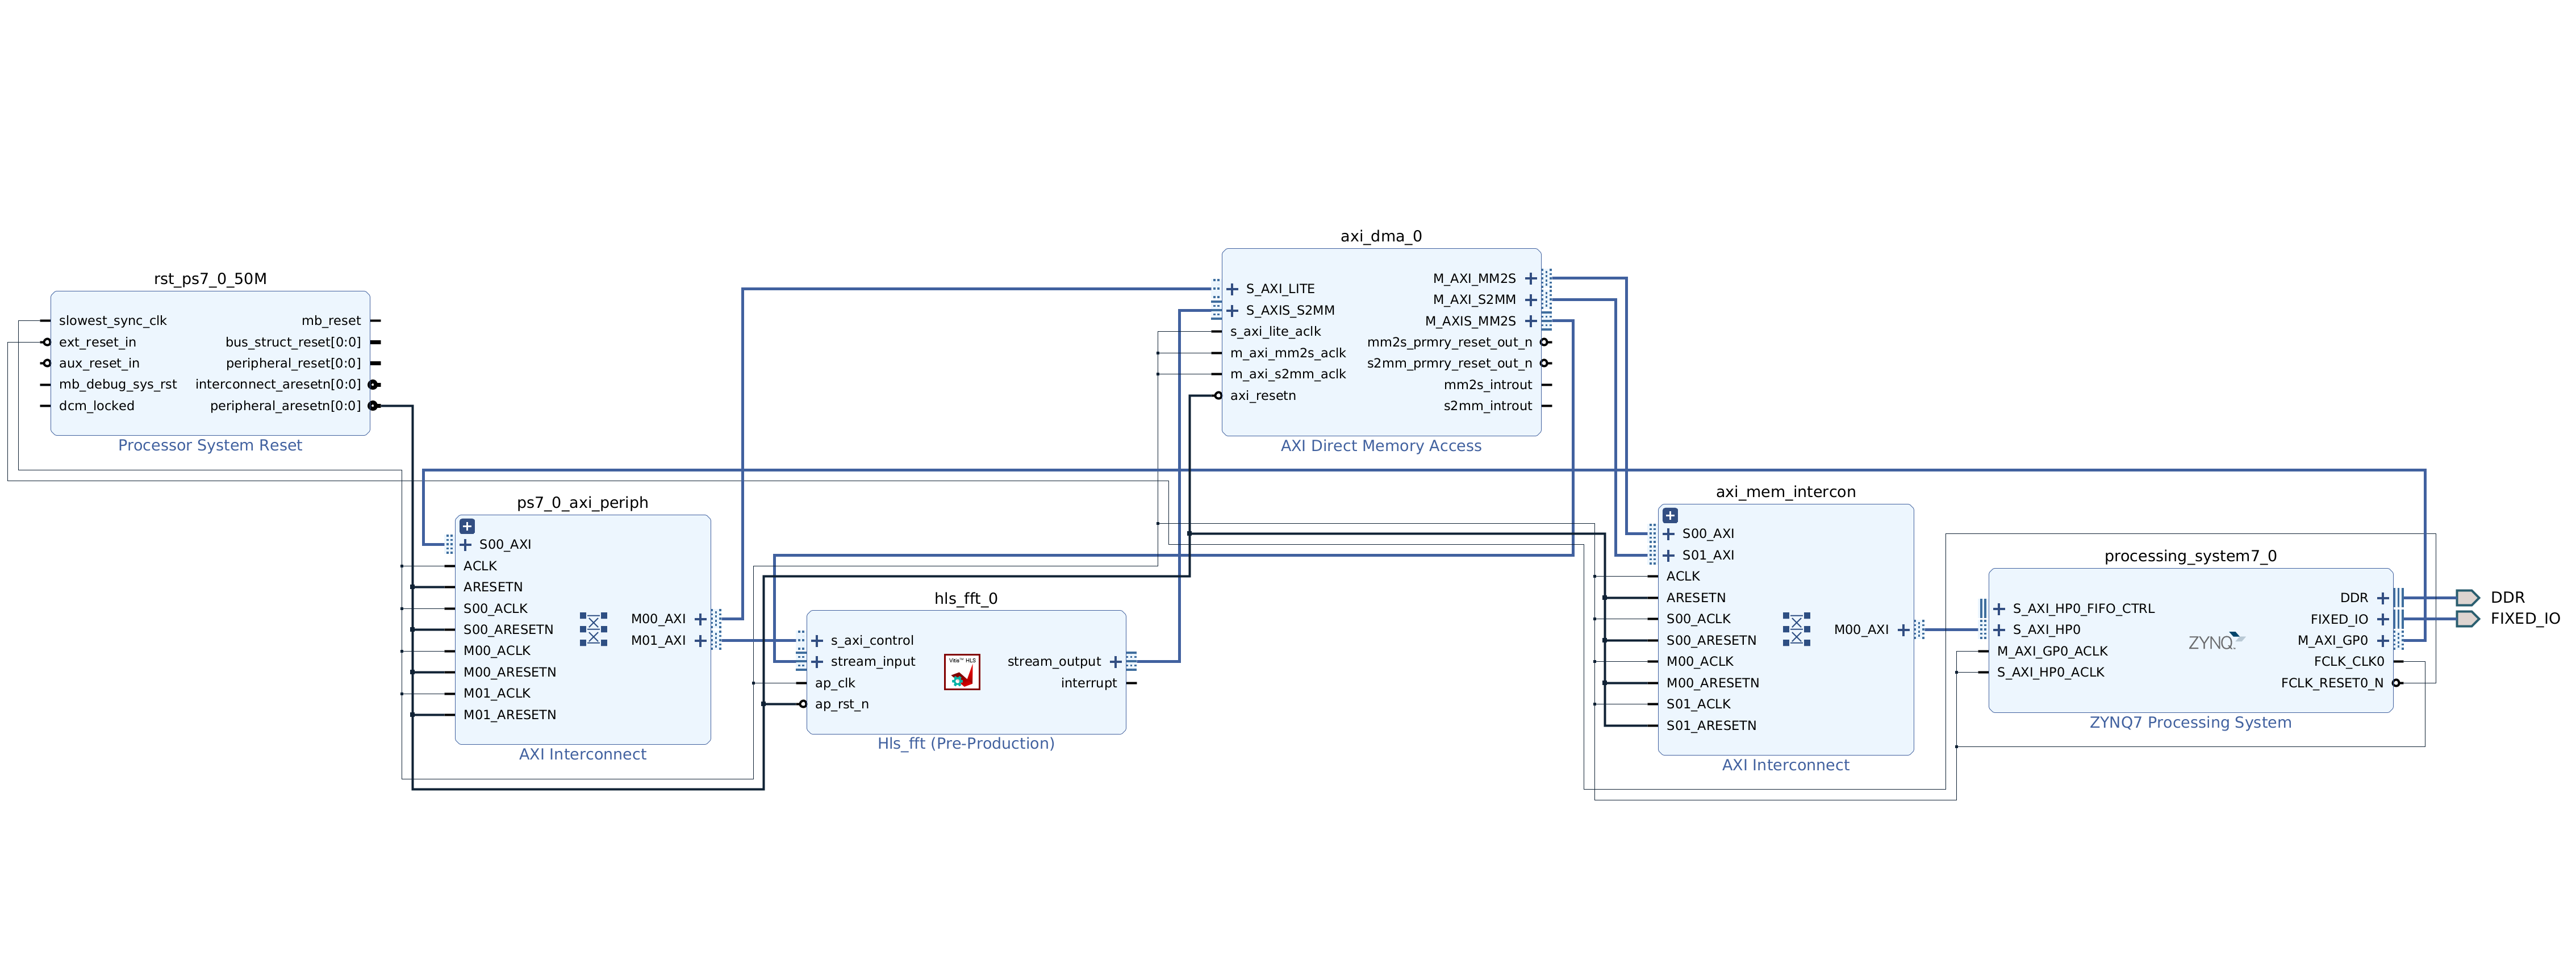 rst_ps7_0_50M
slowest_sync_clk
ext_reset_in
aux_reset_in
mb_debug_sys_rst
dcm_locked
mb_reset
bus_struct_reset[0:0]
peripheral_reset[0:0]
interconnect_aresetn[0:0]
peripheral_aresetn[0:0]
Processor System Reset
ps7_0_axi_periph
S00_AXI
ACLK
ARESETN
S00_ACLK
S00_ARESETN
M00_ACLK
M00_ARESETN
M01_ACLK
M01_ARESETN
M00_AXI
M01_AXI
AXI Interconnect
hls_fft_0
s_axi_control
stream_input
ap_clk
ap_rst_n
Vitis™ HLS
stream_output
interrupt
Hls_fft (Pre-Production)
axi_dma_0
S_AXI_LITE
S_AXIS_S2MM
s_axi_lite_aclk
m_axi_mm2s_aclk
m_axi_s2mm_aclk
axi_resetn
M_AXI_MM2S
M_AXI_S2MM
M_AXIS_MM2S
mm2s_prmry_reset_out_n
s2mm_prmry_reset_out_n
mm2s_introut
s2mm_introut
AXI Direct Memory Access
axi_mem_intercon
S00_AXI
S01_AXI
ACLK
ARESETN
S00_ACLK
S00_ARESETN
M00_ACLK
M00_ARESETN
S01_ACLK
S01_ARESETN
M00_AXI
AXI Interconnect
processing_system7_0
S_AXI_HP0_FIFO_CTRL
S_AXI_HP0
M_AXI_GP0_ACLK
S_AXI_HP0_ACLK
ZYNQ
DDR
FIXED_IO
M_AXI_GP0
FCLK_CLK0
FCLK_RESET0_N
ZYNQ7 Processing System
DDR
FIXED_IO